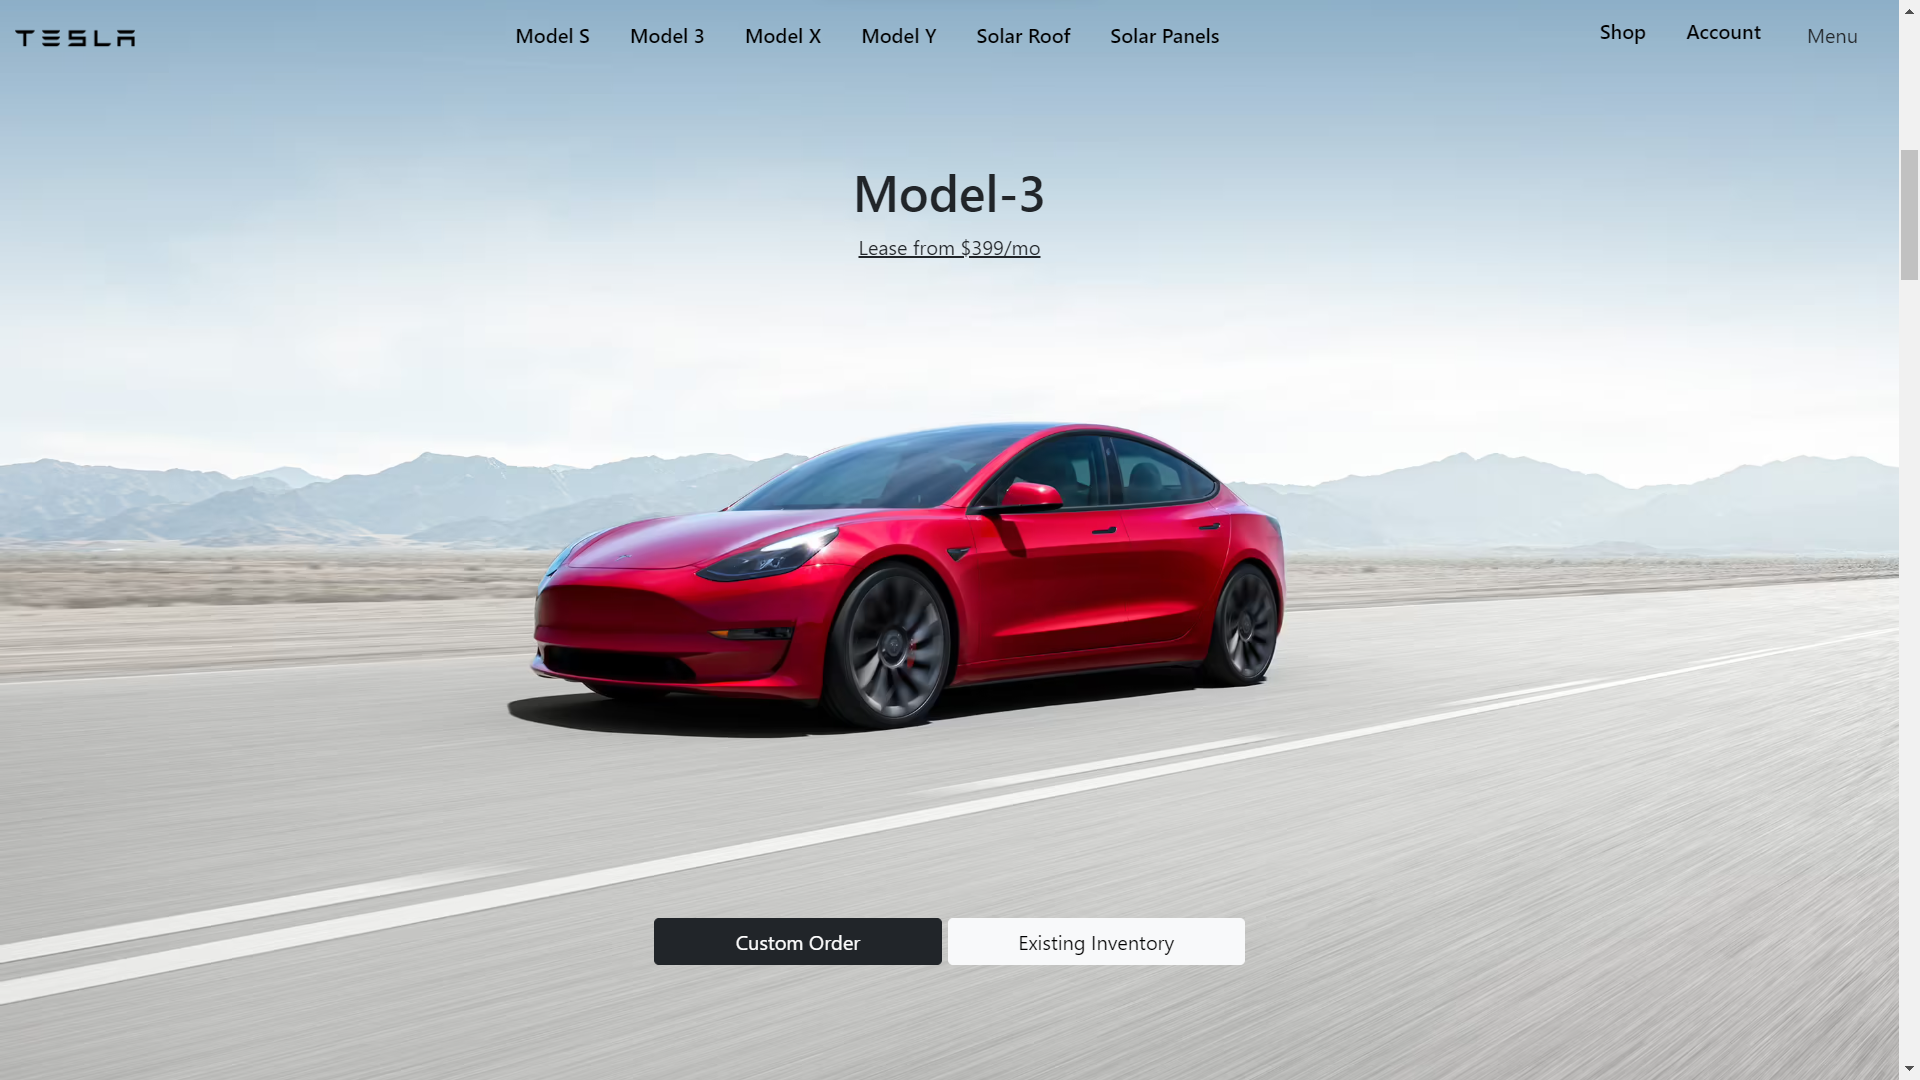 TESLA Model S Model 3 Model X Model Y Solar Roof Solar Panels Shop Account Menu
Model-3
Lease from $399/mo
Custom Order Existing Inventory